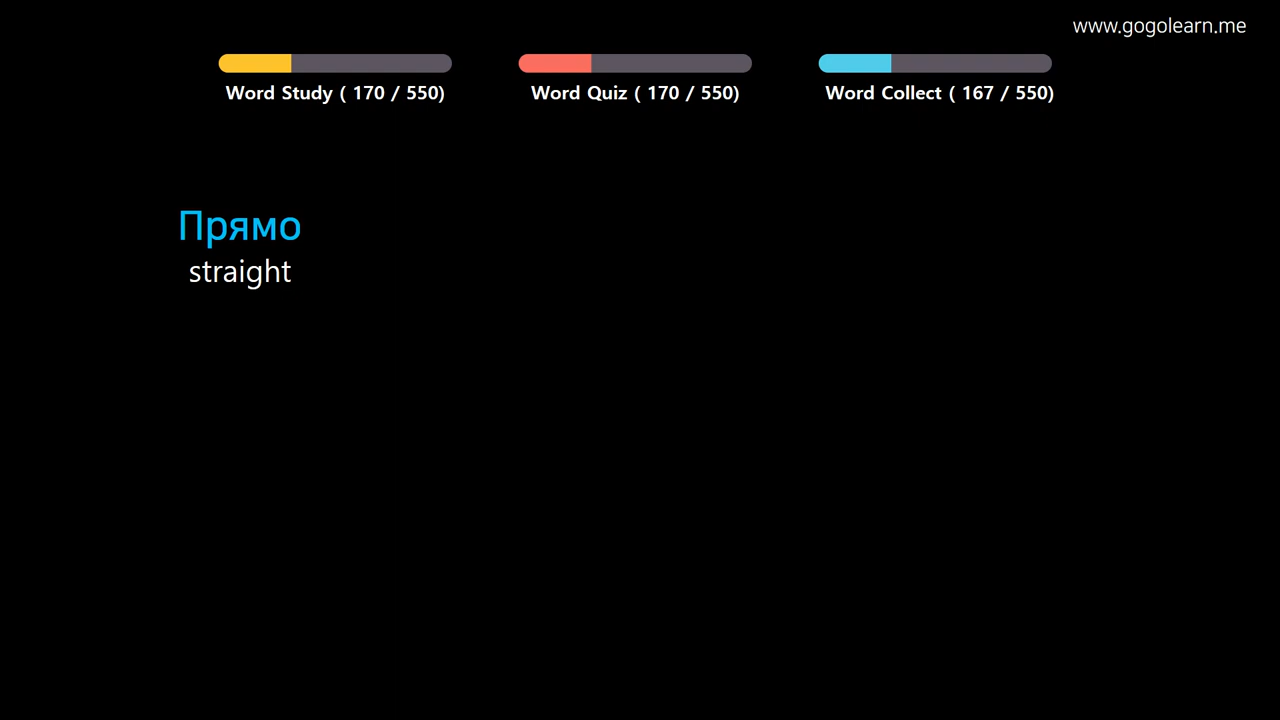 www.gogolearn.me
Word Study ( 170 / 550)
Word Quiz ( 170 / 550)
Word Collect ( 167 / 550)
Прямо
straight